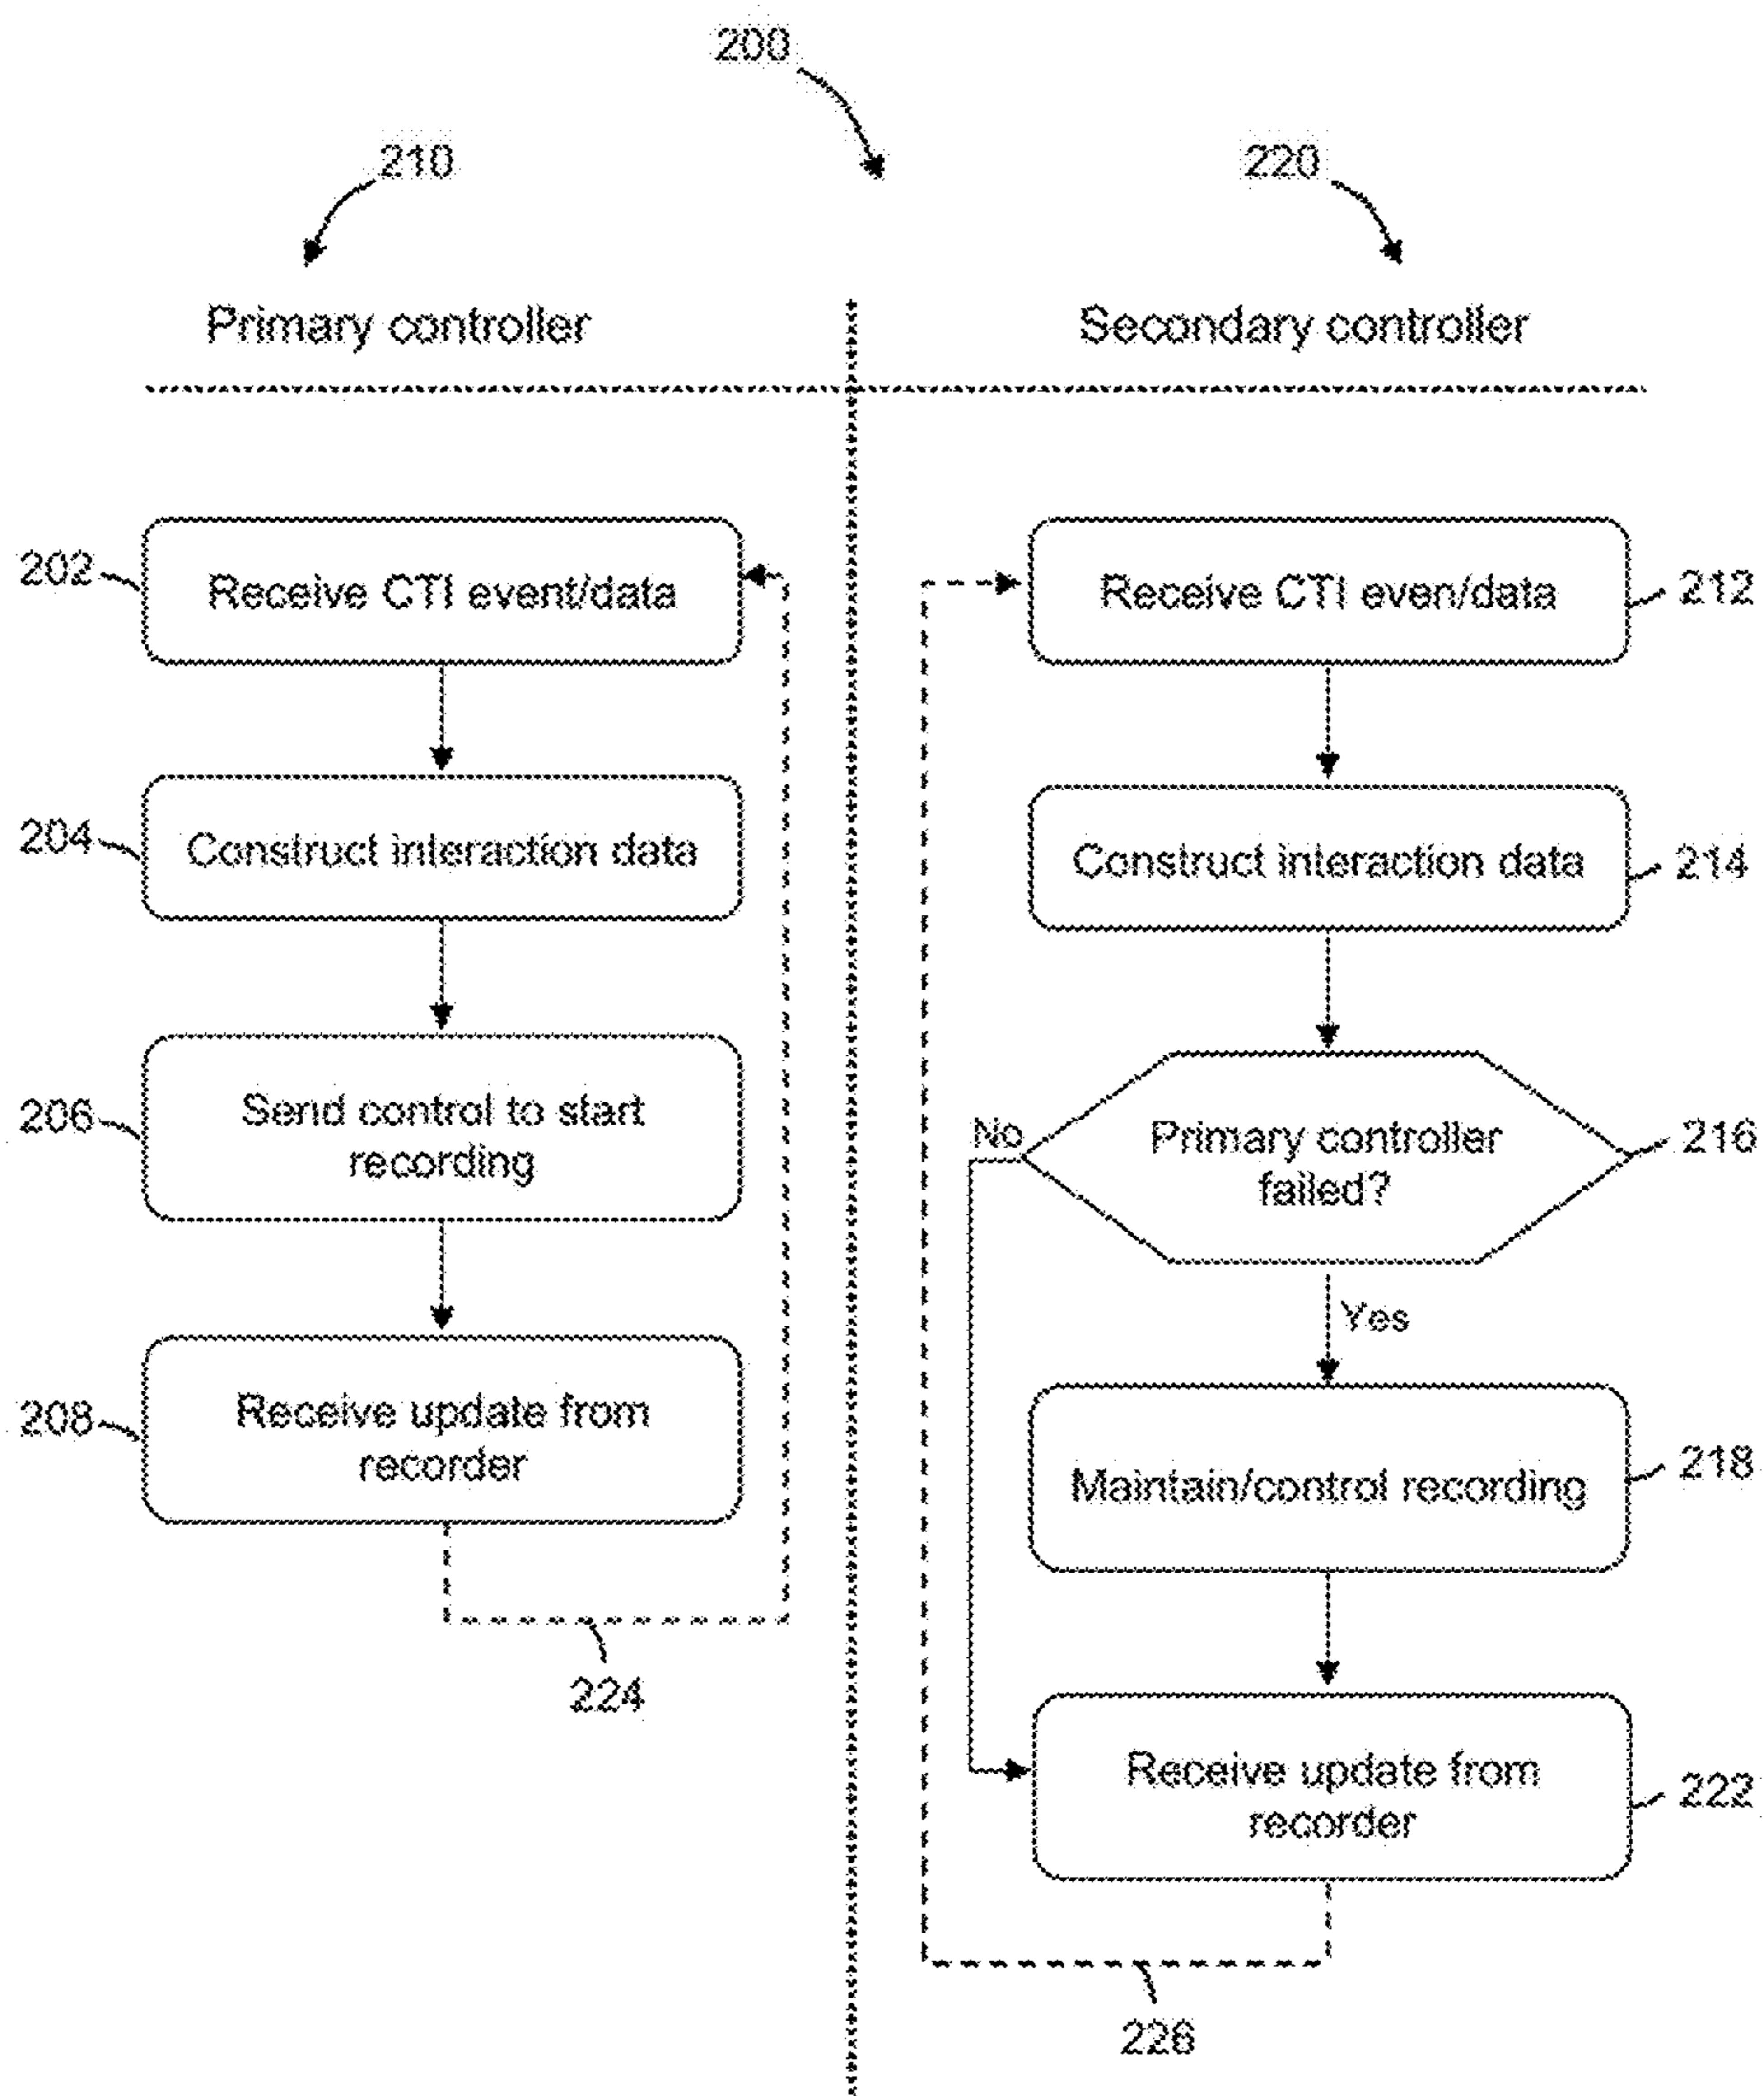 200
210
220
Primary controller
Secondary controller
202
Receive CTI event/data
204
Construct interaction data
206
Send control to start
recording
208
Receive update from
recorder
224
Receive CTI even/data
212
Construct interaction data
214
No
Primary controller
failed?
216
Yes
Maintain/control recording
218
Receive update from
recorder
222
226